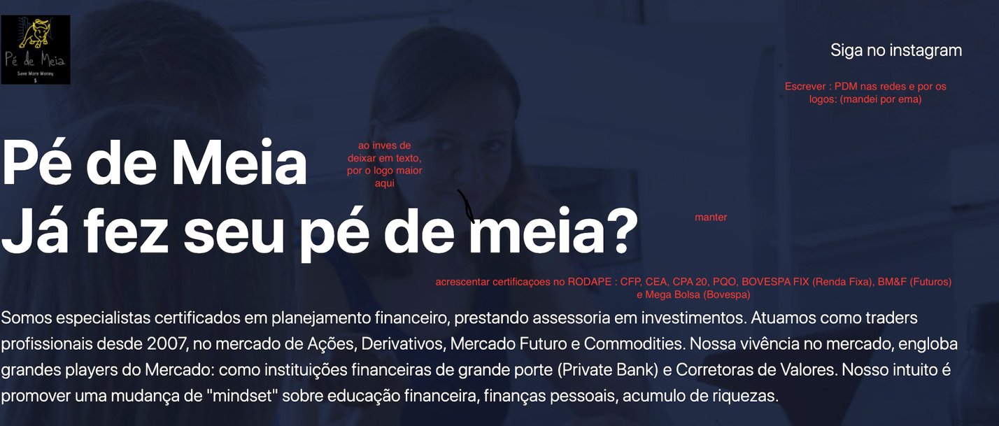 Pé de Meia
Save More Money
$
Siga no instagram
Escrever : PDM nas redes e por os
logos: (mandei por ema)
Pé de Meia
ao inves de
deixar em texto,
por o logo maior
aqui
Já fez seu pé de meia?
manter
acrescentar certificaçoes no RODAPE : CFP, CEA, CPA 20, PQO, BOVESPA FIX (Renda Fixa), BM&F (Futuros)
e Mega Bolsa (Bovespa)
Somos especialistas certificados em planejamento financeiro, prestando assessoria em investimentos. Atuamos como traders
profissionais desde 2007, no mercado de Ações, Derivativos, Mercado Futuro e Commodities. Nossa vivência no mercado, engloba
grandes players do Mercado: como instituições financeiras de grande porte (Private Bank) e Corretoras de Valores. Nosso intuito é
promover uma mudança de "mindset" sobre educação financeira, finanças pessoais, acumulo de riquezas.